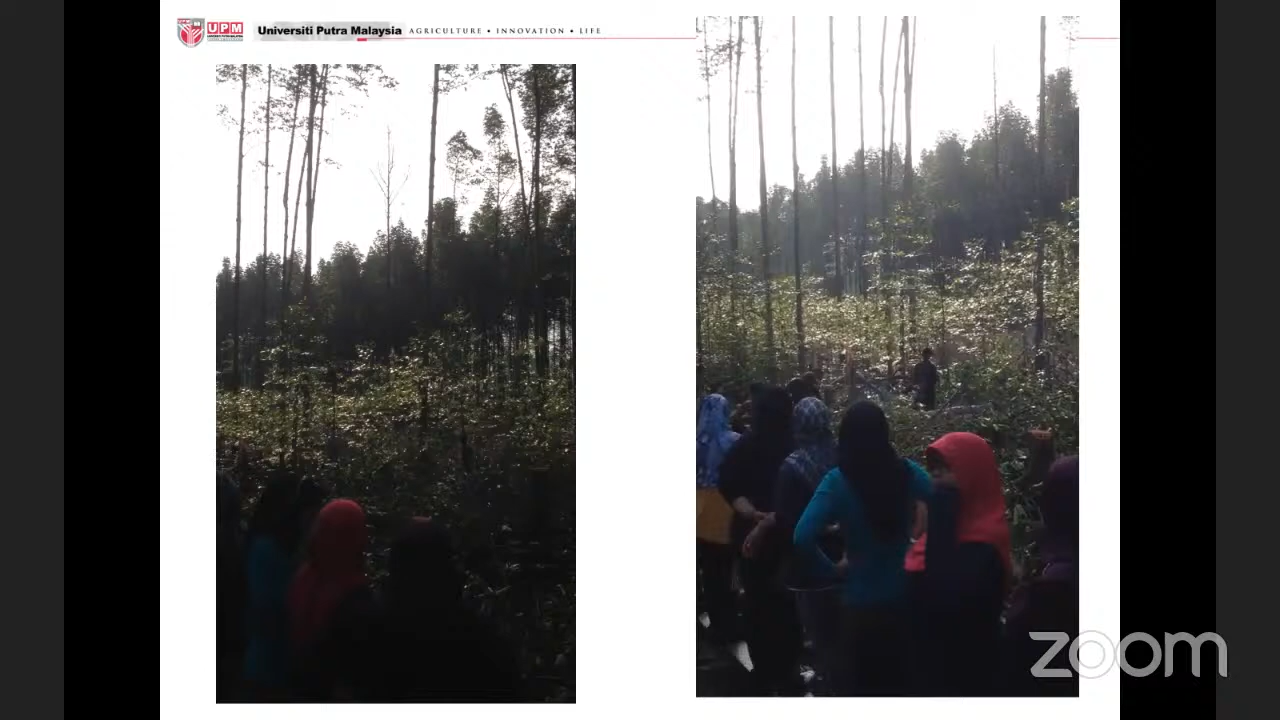 UPM
Universiti Putra Malaysia AGRICULTURE • INNOVATION • LIFE
zoom